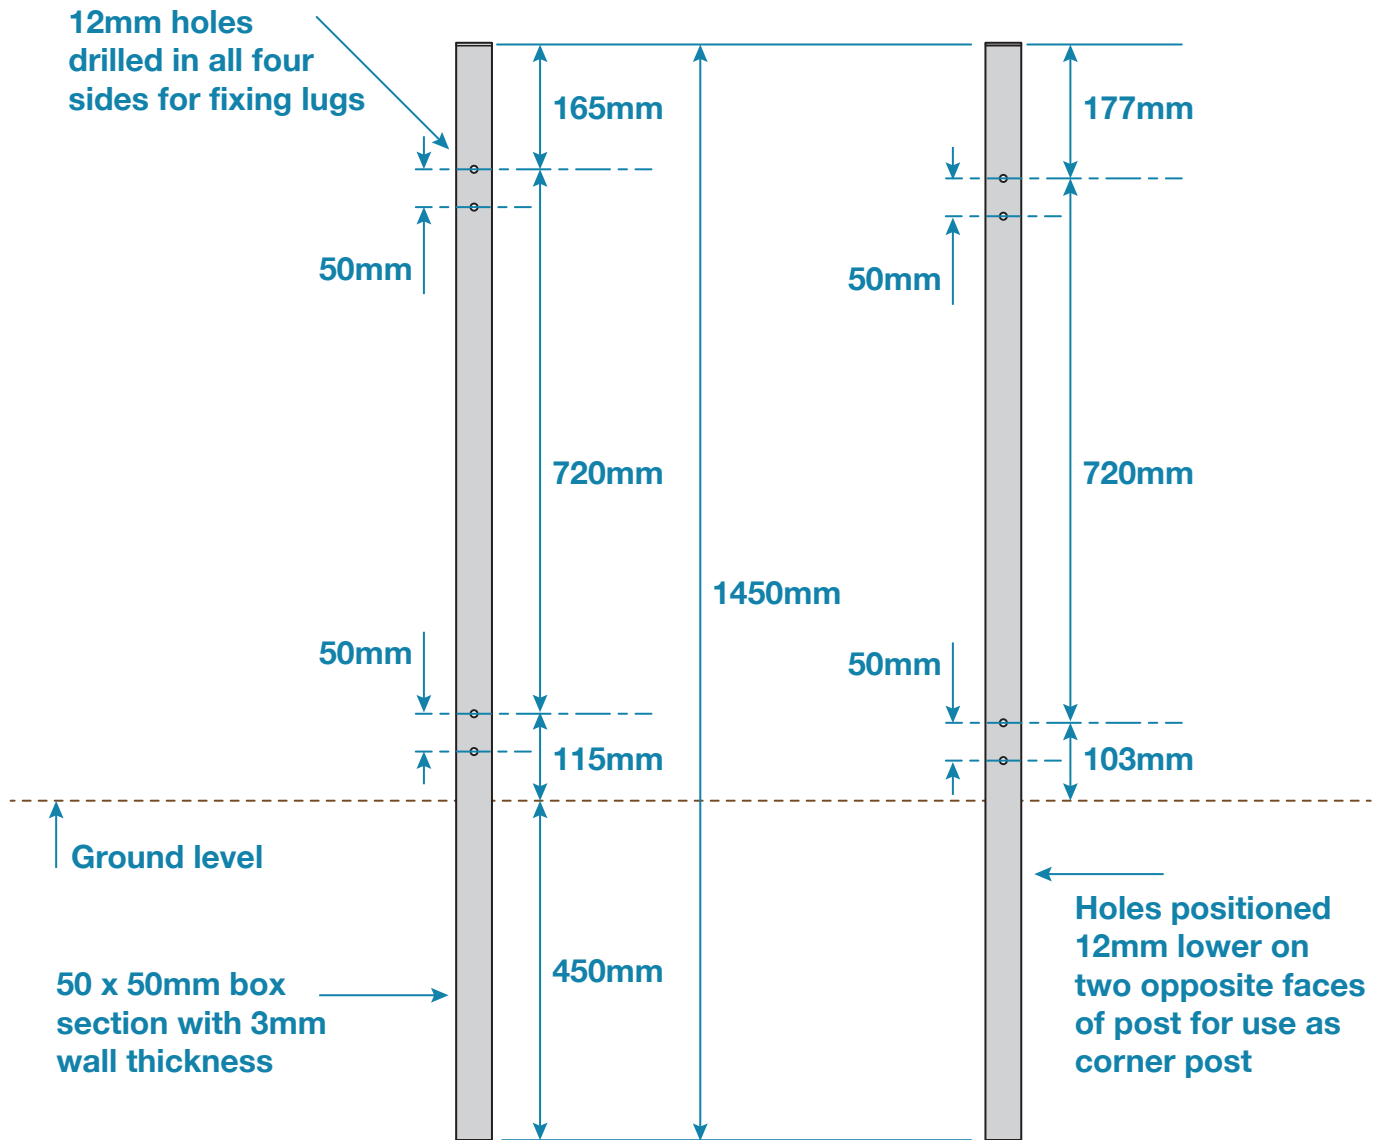 12mm holes
drilled in all four
sides for fixing lugs
165mm
177mm
50mm
50mm
720mm
720mm
1450mm
50mm
50mm
115mm
103mm
Ground level
450mm
50 x 50mm box
section with 3mm
wall thickness
Holes positioned
12mm lower on
two opposite faces
of post for use as
corner post